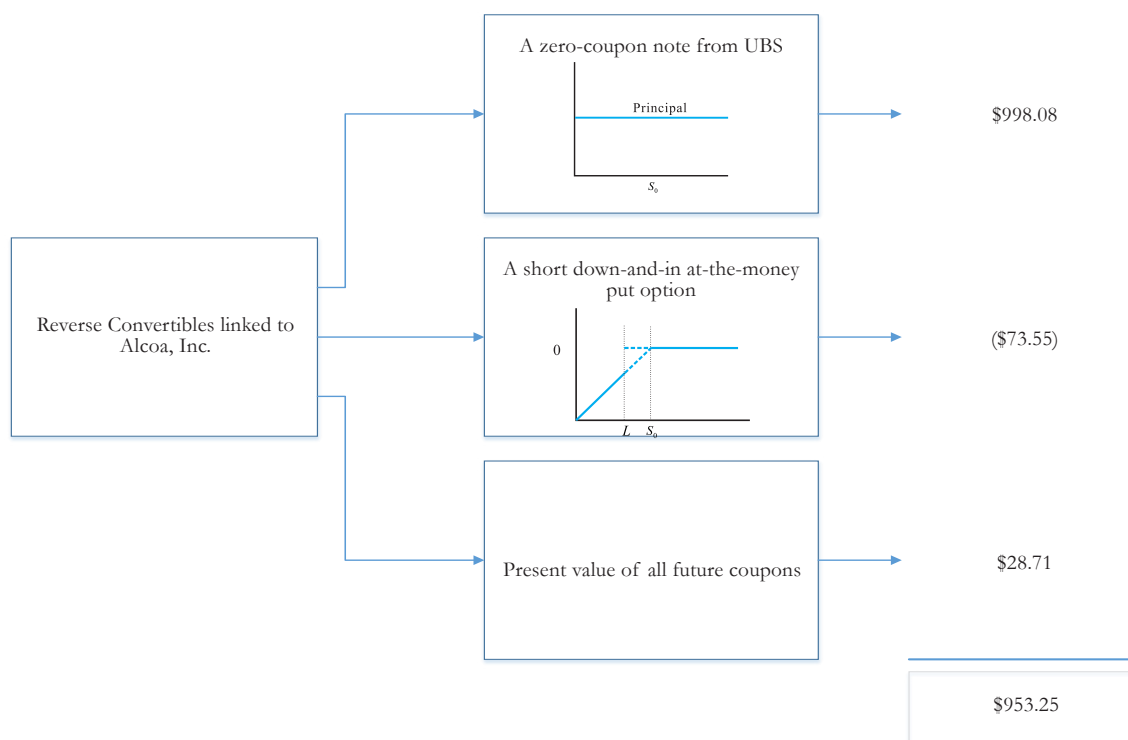 A zero-coupon note from UBS
Principal
S₀
$998.08
Reverse Convertibles linked to
Alcoa, Inc.
A short down-and-in at-the-money
put option
0
L S₀
($73.55)
Present value of all future coupons
$28.71
$953.25